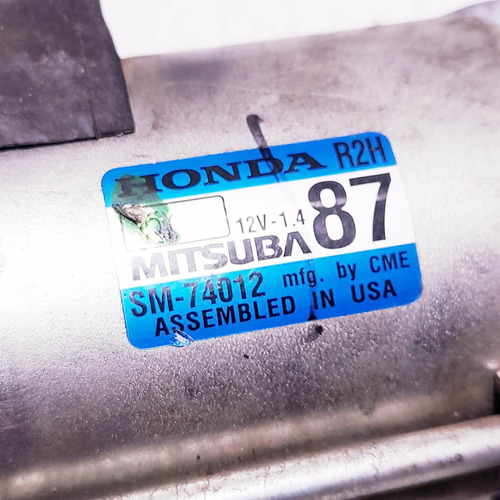 HONDA R2H
12V-1.4 87
MITSUBA
SM-74012 mfg. by CME
ASSEMBLED IN USA